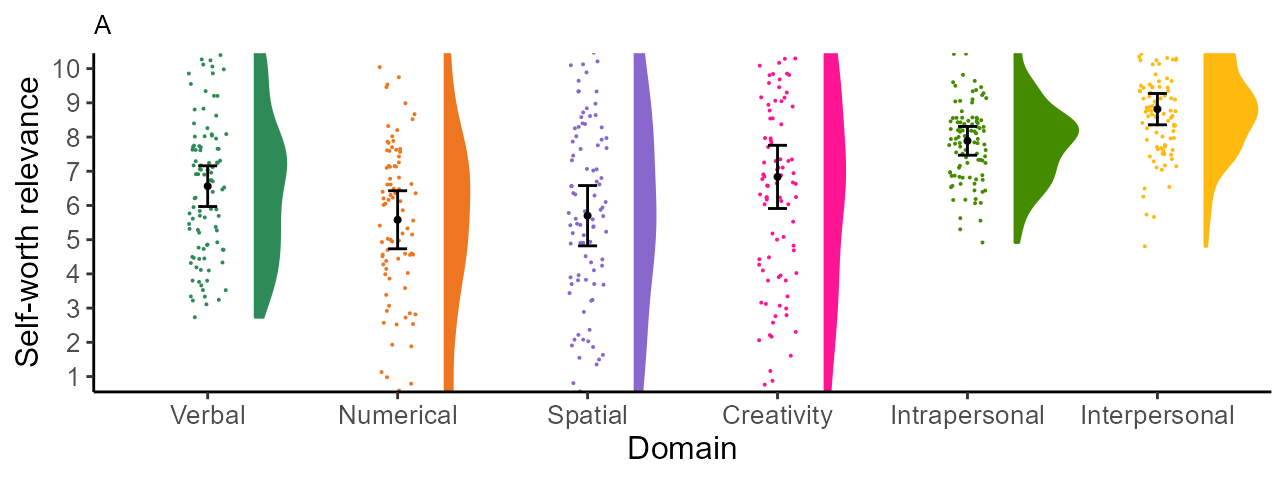 A
Self-worth relevance
10
9
8
7
6
5
4
3
2
1
Verbal Numerical Spatial Creativity Intrapersonal Interpersonal
Domain